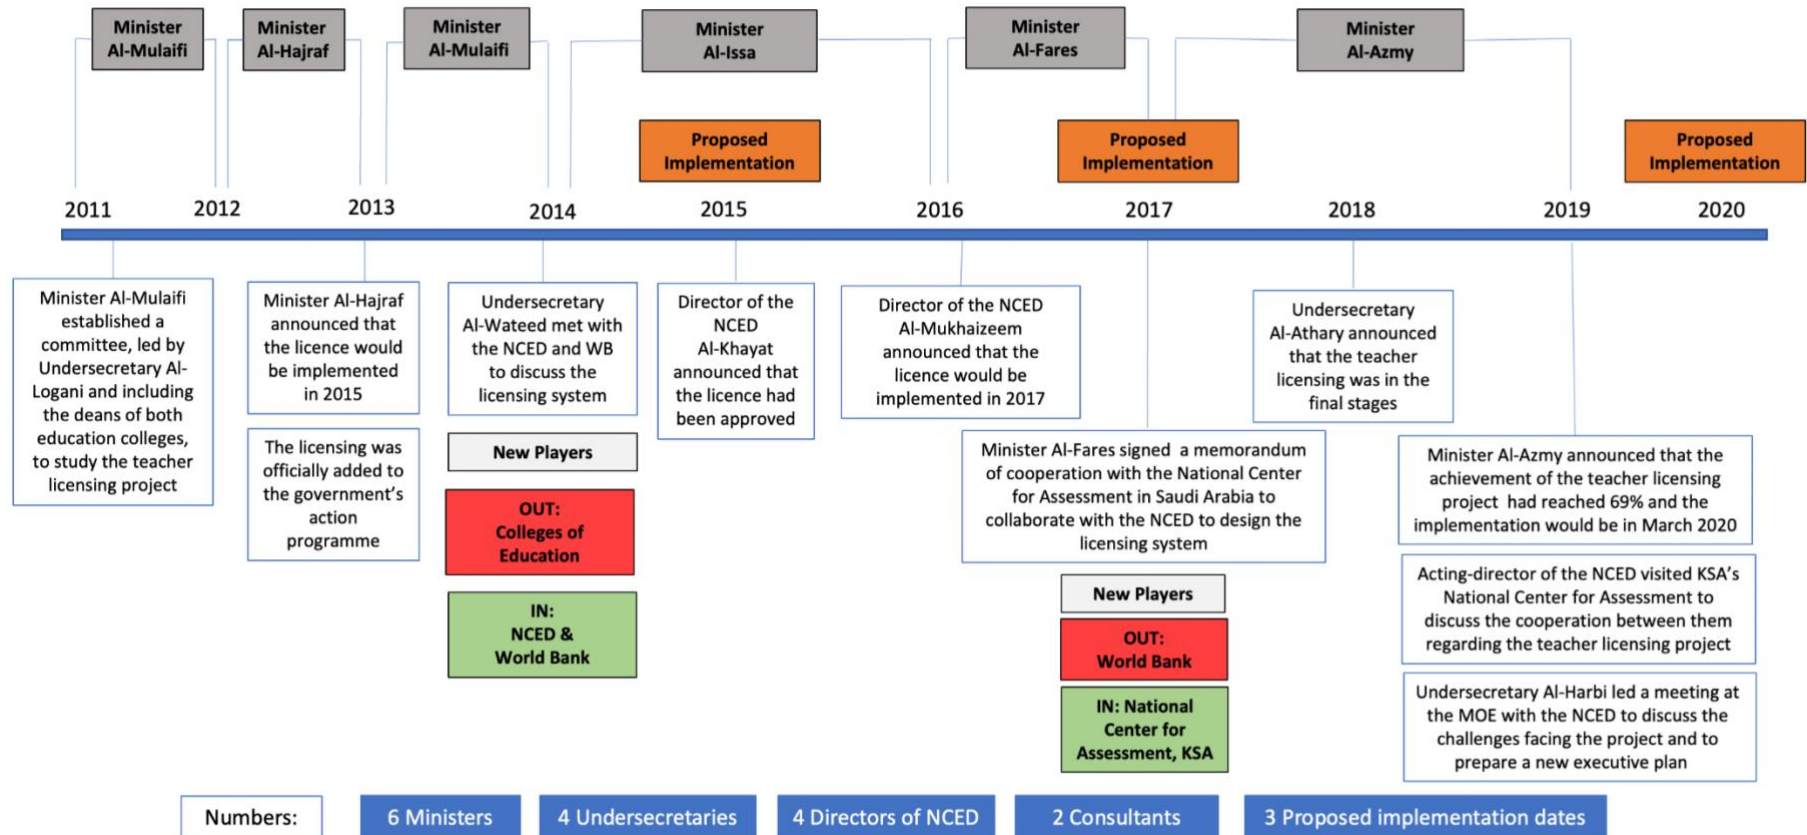 Minister
Al-Mulaifi
Minister
Al-Hajraf
Minister
Al-Mulaifi
Minister
Al-Issa
Minister
Al-Fares
Minister
Al-Azmy
Proposed
Implementation
Proposed
Implementation
Proposed
Implementation
2011
2012
2013
2014
2015
2016
2017
2018
2019
2020
Minister Al-Mulaifi
established a
committee, led by
Undersecretary Al-
Logani and including
the deans of both
education colleges,
to study the teacher
licensing project
Minister Al-Hajraf
announced that
the licence would
be implemented
in 2015
The licensing was
officially added to
the government's
action
programme
Undersecretary
Al-Wateed met with
the NCED and WB
to discuss the
licensing system
New Players
OUT:
Colleges of
Education
IN:
NCED &
World Bank
Director of the
NCED
Al-Khayat
announced that
the licence had
been approved
Director of the NCED
Al-Mukhaizeem
announced that the
licence would be
implemented in 2017
Minister Al-Fares signed a memorandum
of cooperation with the National Center
for Assessment in Saudi Arabia to
collaborate with the NCED to design the
licensing system
New Players
OUT:
World Bank
IN: National
Center for
Assessment, KSA
Undersecretary
Al-Athary announced
that the teacher
licensing was in the
final stages
Minister Al-Azmy announced that the
achievement of the teacher licensing
project had reached 69% and the
implementation would be in March 2020
Acting-director of the NCED visited KSA's
National Center for Assessment to
discuss the cooperation between them
regarding the teacher licensing project
Undersecretary Al-Harbi led a meeting at
the MOE with the NCED to discuss the
challenges facing the project and to
prepare a new executive plan
Numbers:
6 Ministers
4 Undersecretaries
4 Directors of NCED
2 Consultants
3 Proposed implementation dates